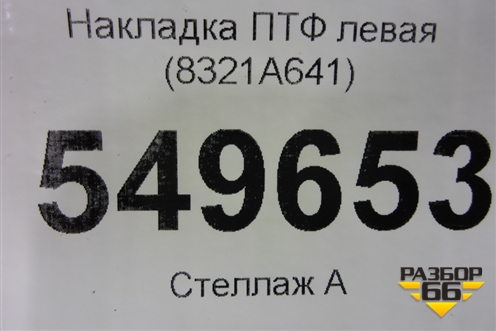 Накладка ПТФ левая
(8321A641)
549653
Стеллаж А
РАЗБОР
66